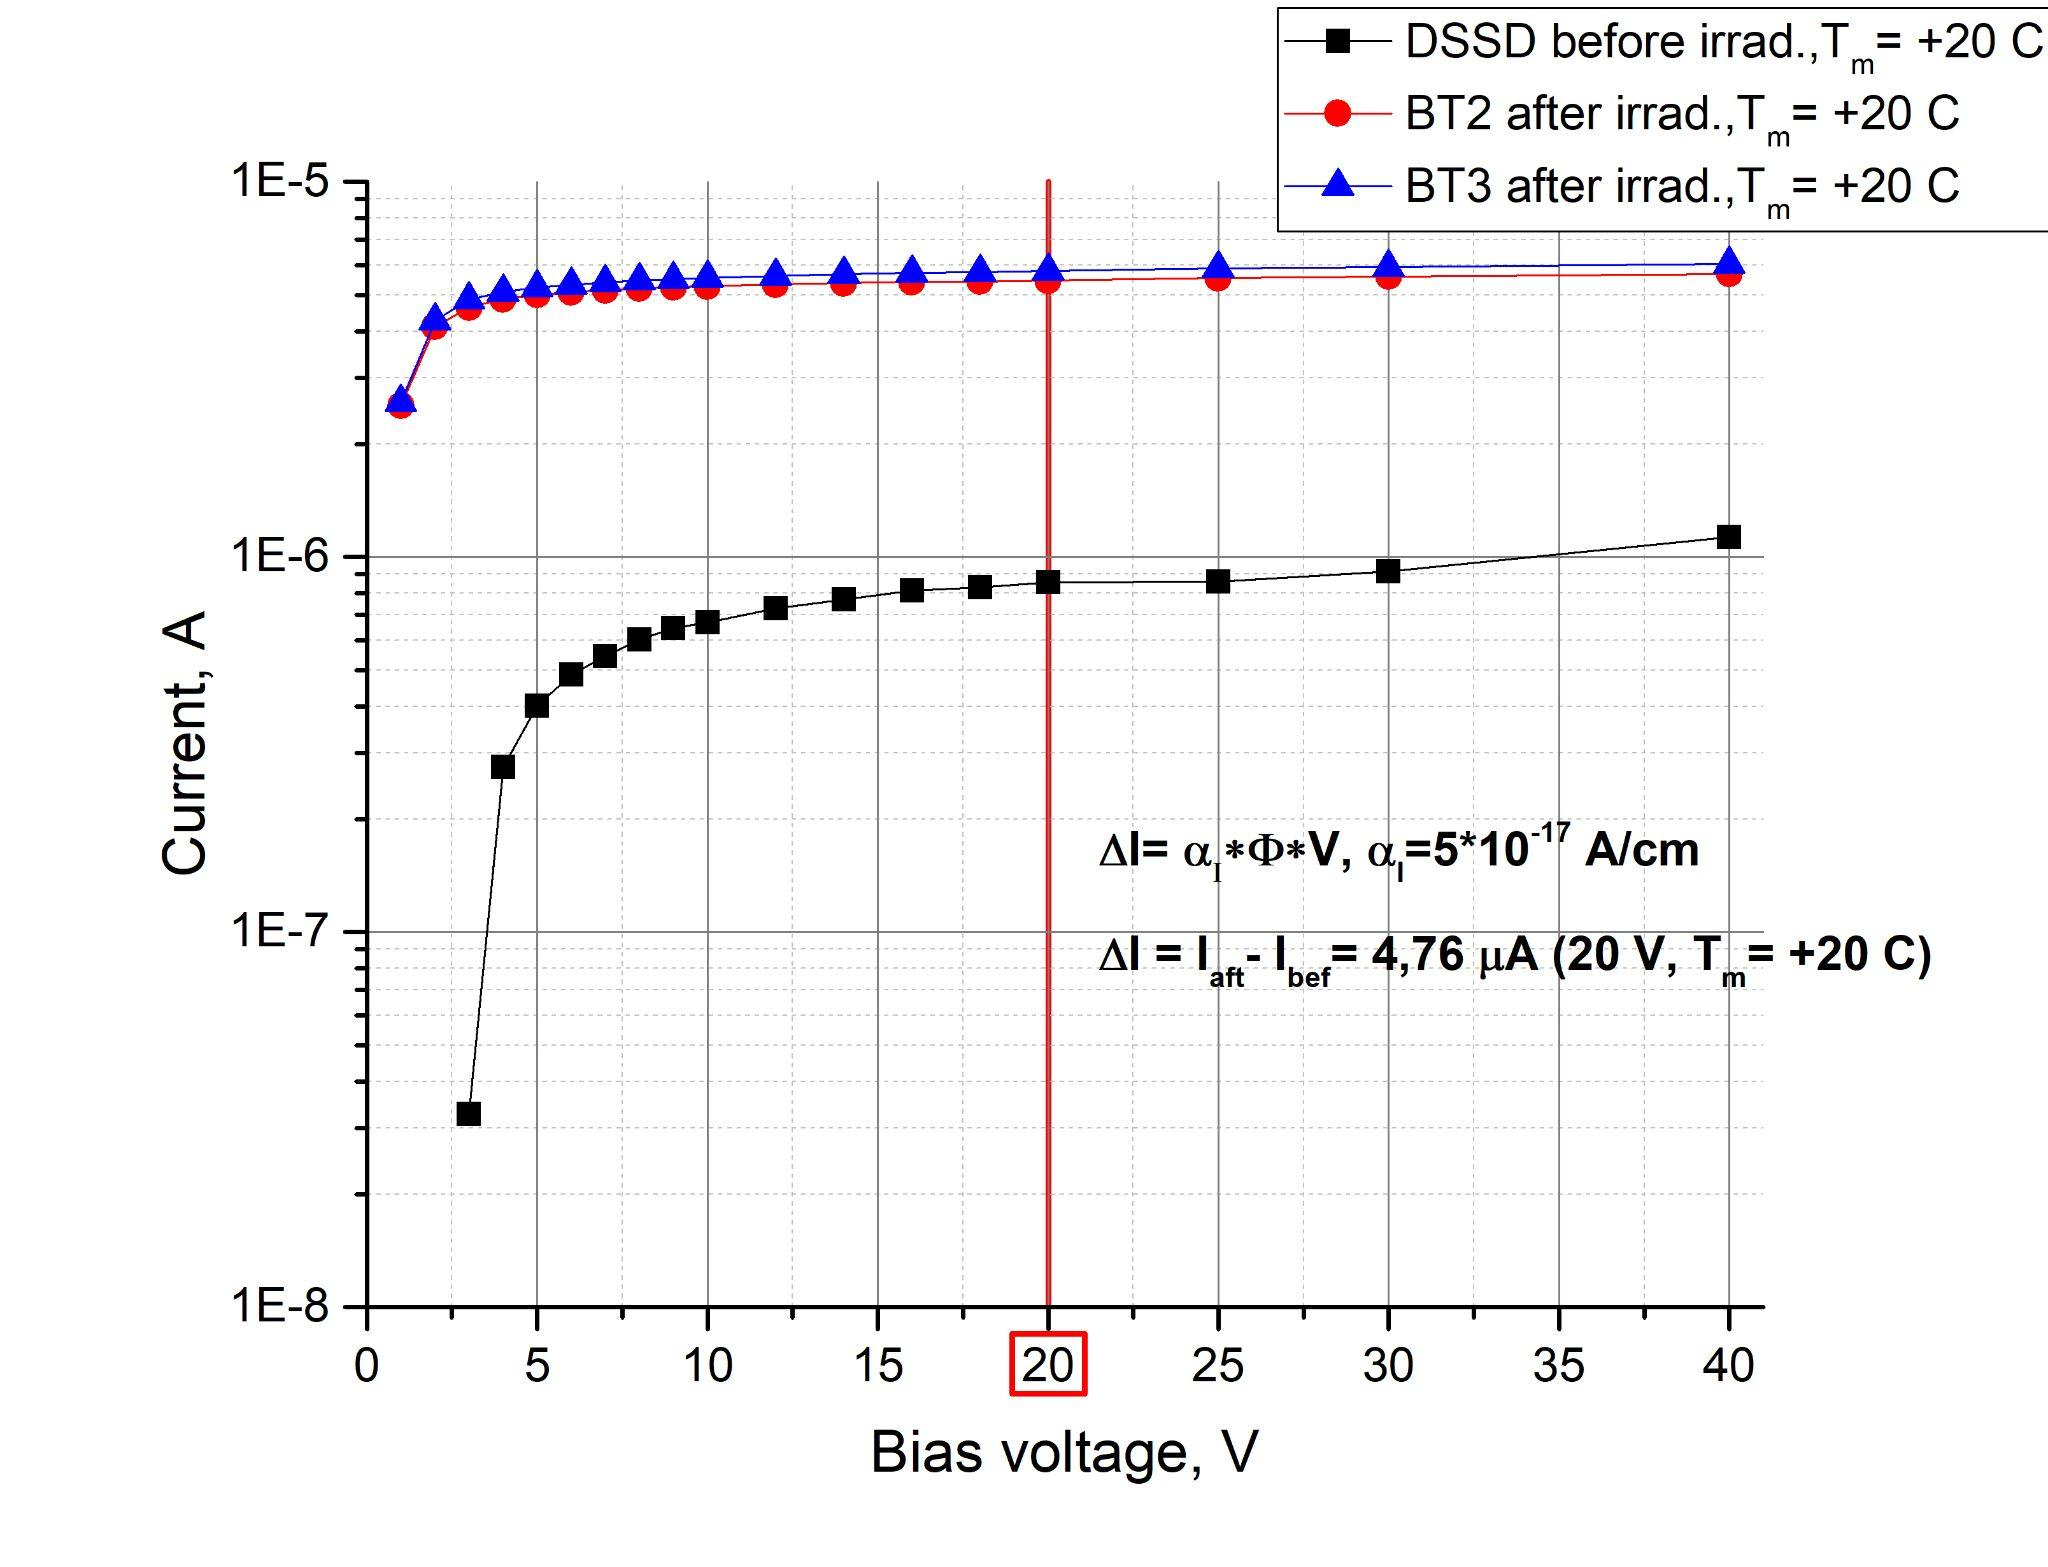 DSSD before irrad.,Tm= +20 C
BT2 after irrad.,Tm= +20 C
BT3 after irrad.,Tm= +20 C
1E-5
1E-6
1E-7
1E-8
Current, A
ΔI= αI*Φ*V, αI=5*10-17 A/cm
ΔI = Iaft- Ibef= 4,76 μA (20 V, Tm= +20 C)
0 5 10 15 20 25 30 35 40
Bias voltage, V